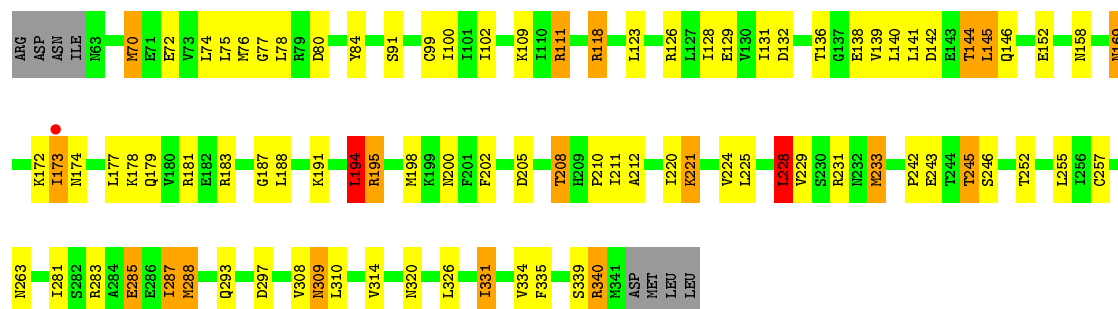 ARG ASP ASN ILE N63 M70 E71 E72 V73 L74 L75 M76 G77 L78 R79 D80 Y84 S91 C99 I100 I101 I102 K109 I110 R111 R118 L123 R126 L127 I128 E129 V130 I131 D132 T136 G137 E138 V139 L140 L141 D142 E143 T144 L145 Q146 E152 N158
K172 I173 N174 L177 K178 Q179 V180 R181 E182 R183 G187 L188 K191 L194 R195 M198 K199 N200 F201 F202 D205 T208 H209 P210 I211 A212 I220 K221 V224 L225 L228 V229 S230 R231 N232 M233 P242 E243 T244 T245 S246 T252 L255 I256 C257
N263 I281 S282 R283 A284 E285 E286 I287 M288 Q293 D297 V308 N309 L310 V314 N320 L326 I331 V334 F335 S339 R340 M341 ASP MET LEU LEU